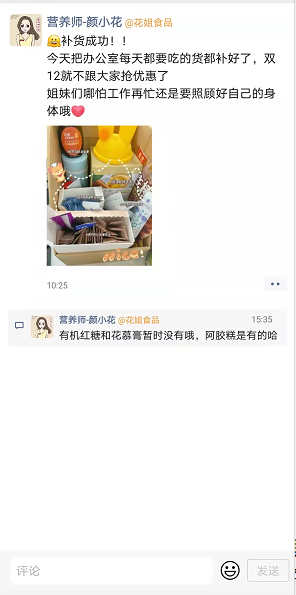 营养师-颜小花 @花姐食品
🤗补货成功！！
今天把办公室每天都要吃的货都补好了，双
12就不跟大家抢优惠了
姐妹们哪怕工作再忙还是要照顾好自己的身
体哦❤️
10:25
营养师-颜小花 @花姐食品 15:35
有机红糖和花慕膏暂时没有哦，阿胶糕是有的哈
评论 发送